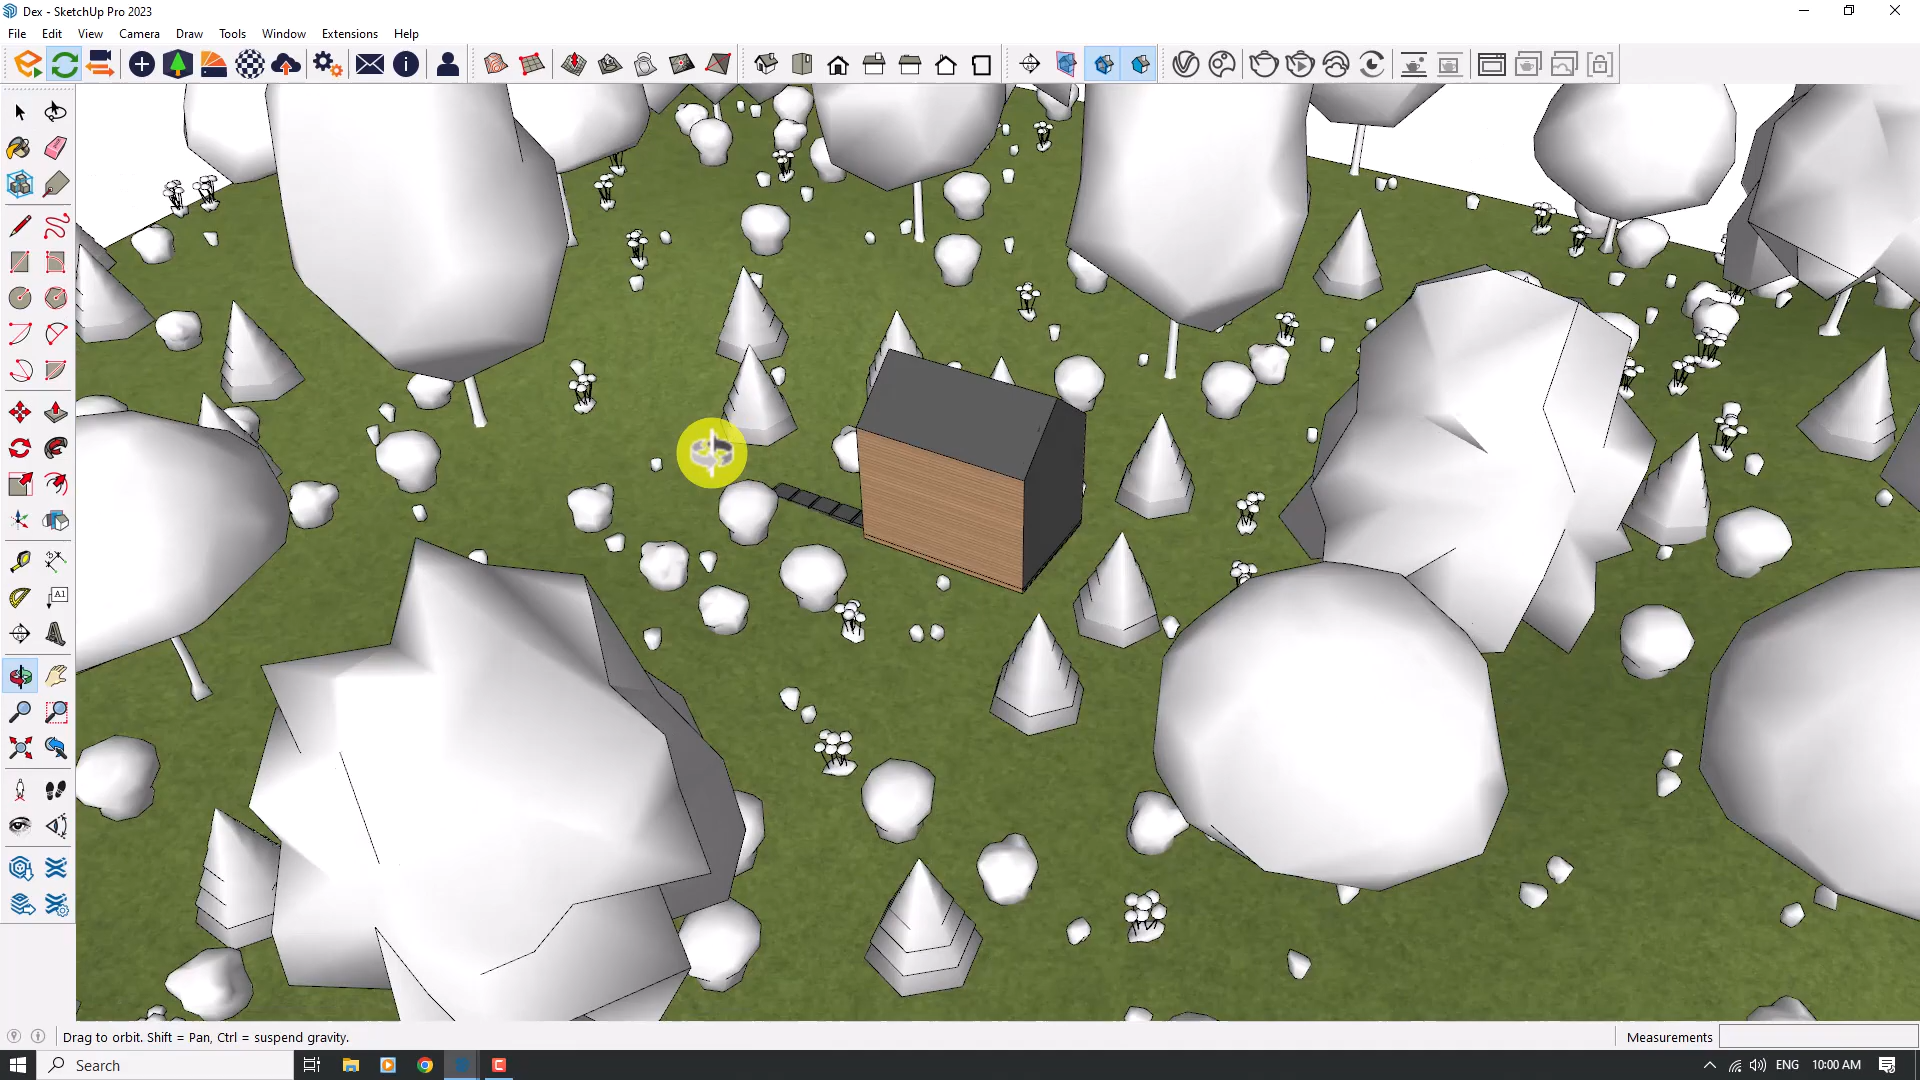 Dex - SketchUp Pro 2023
File Edit View Camera Draw Tools Window Extensions Help
A1
Drag to orbit. Shift = Pan, Ctrl = suspend gravity.
Measurements
Search
ENG
10:00 AM